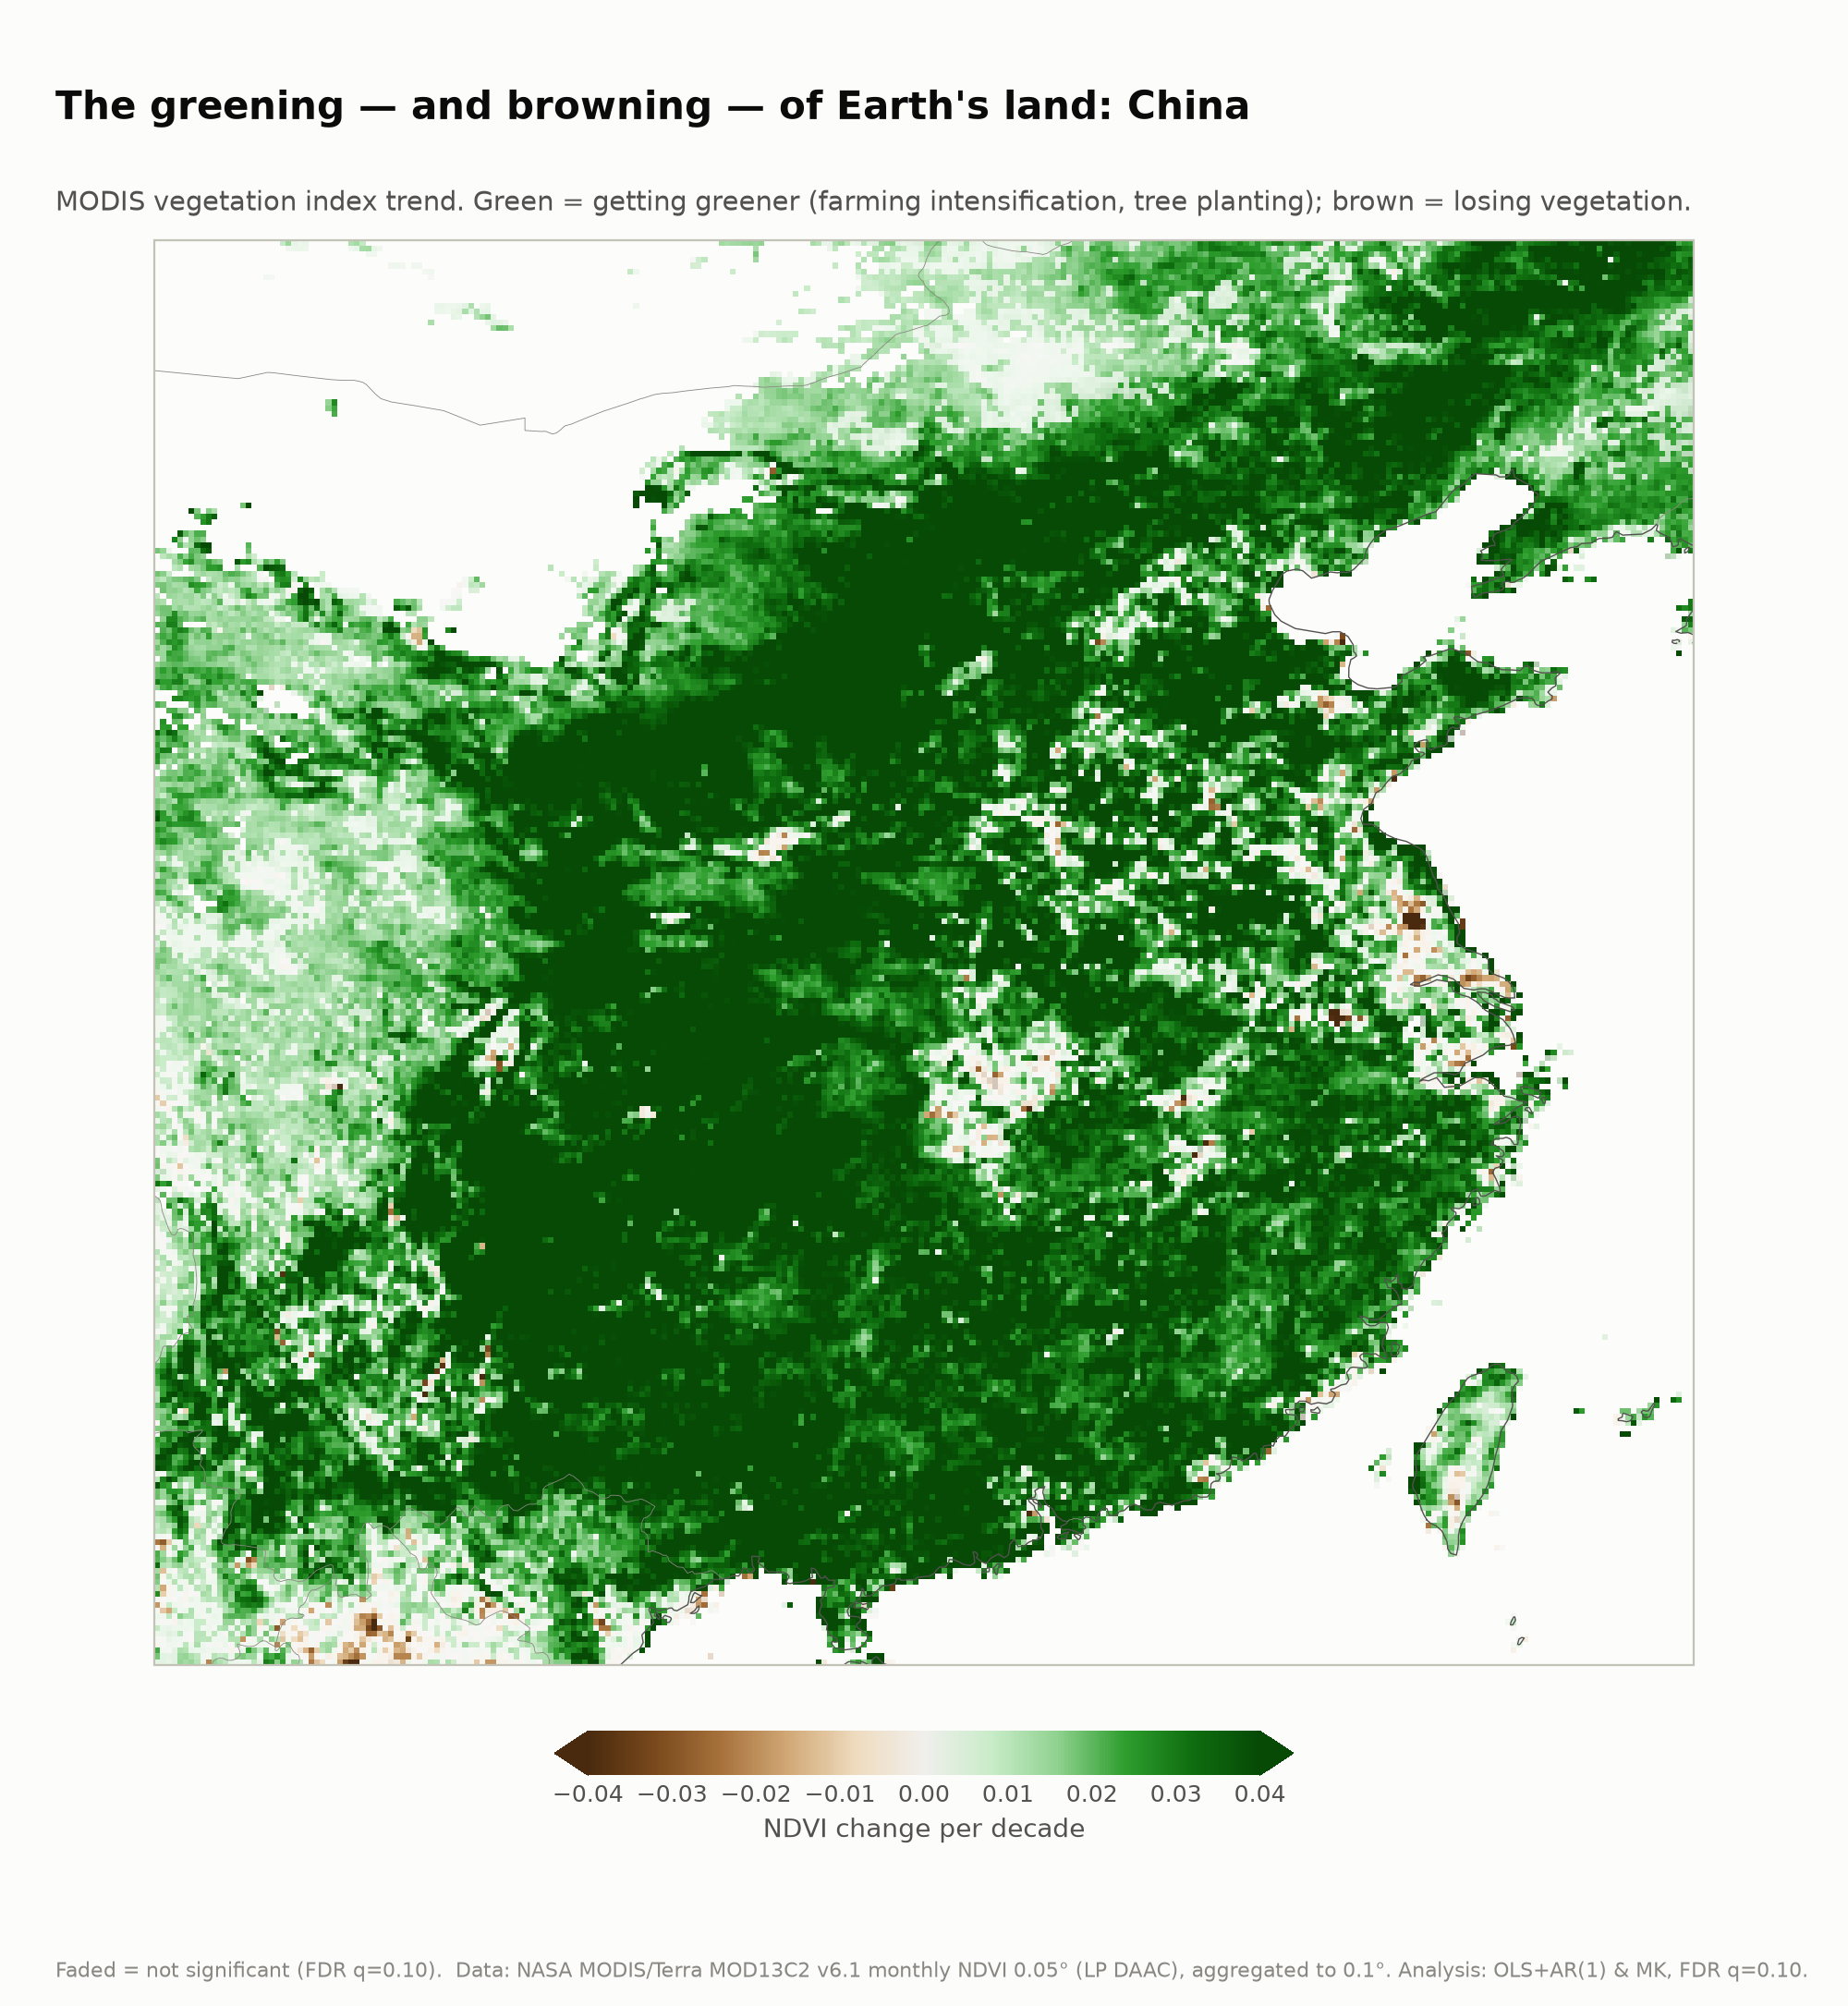 The greening — and browning — of Earth's land: China
MODIS vegetation index trend. Green = getting greener (farming intensification, tree planting); brown = losing vegetation.
−0.04 −0.03 −0.02 −0.01 0.00 0.01 0.02 0.03 0.04
NDVI change per decade
Faded = not significant (FDR q=0.10).  Data: NASA MODIS/Terra MOD13C2 v6.1 monthly NDVI 0.05° (LP DAAC), aggregated to 0.1°. Analysis: OLS+AR(1) & MK, FDR q=0.10.